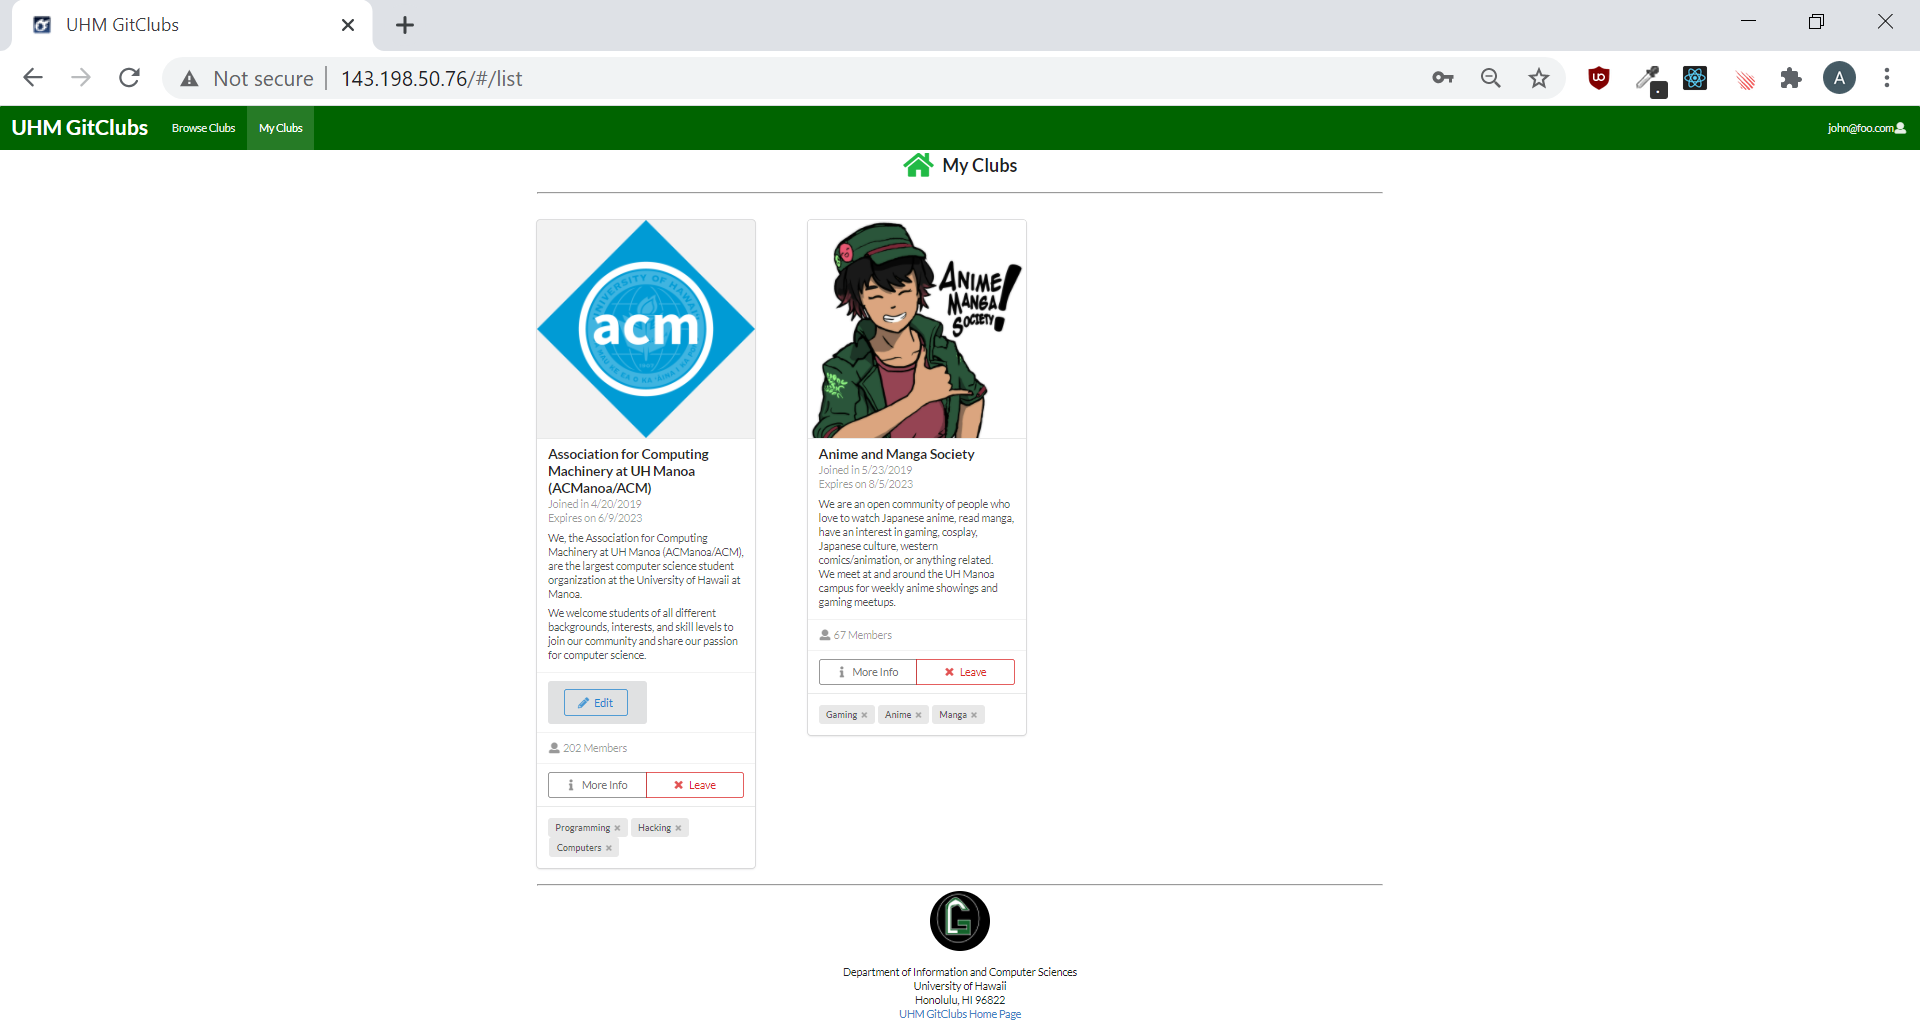 UHM GitClubs
Not secure 143.198.50.76/#/list
A
UHM GitClubs Browse Clubs My Clubs john@foo.com
My Clubs
UNIVERSITY OF HAWAII
acm
ANIME MANGA SOCIETY!
Association for Computing
Machinery at UH Manoa
(ACManoa/ACM)
Joined in 4/20/2019
Expires on 6/9/2023
We, the Association for Computing
Machinery at UH Manoa (ACManoa/ACM),
are the largest computer science student
organization at the University of Hawaii at
Manoa.
We welcome students of all different
backgrounds, interests, and skill levels to
join our community and share our passion
for computer science.
Edit
202 Members
More Info Leave
Programming Hacking
Computers
Anime and Manga Society
Joined in 5/23/2019
Expires on 8/5/2023
We are an open community of people who
love to watch Japanese anime, read manga,
have an interest in gaming, cosplay,
Japanese culture, western
comics/animation, or anything related.
We meet at and around the UH Manoa
campus for weekly anime showings and
gaming meetups.
67 Members
More Info Leave
Gaming Anime Manga
Department of Information and Computer Sciences
University of Hawaii
Honolulu, HI 96822
UHM GitClubs Home Page